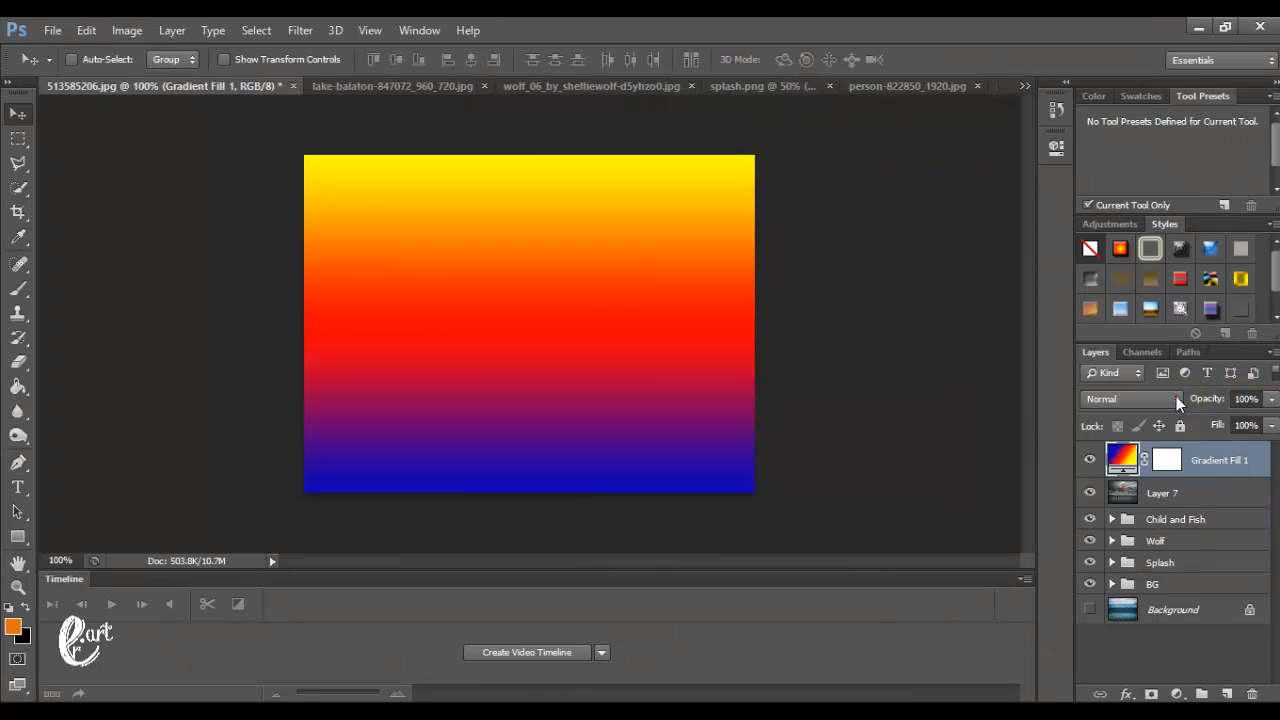 Ps File Edit Image Layer Type Select Filter 3D View Window Help
Auto-Select: Group Show Transform Controls 3D Mode: Essentials
513585206.jpg @ 100% (Gradient Fill 1, RGB/8) * × lake-balaton-847072_960_720.jpg × wolf_06_by_sheltiewolf-d5yhzo0.jpg × splash.png @ 50% (... × person-822850_1920.jpg ×
Color Swatches Tool Presets
No Tool Presets Defined for Current Tool.
Current Tool Only
Adjustments Styles
Layers Channels Paths
Kind
Normal Opacity: 100%
Lock: Fill: 100%
Gradient Fill 1
Layer 7
Child and Fish
Wolf
Splash
BG
Background
100% Doc: 503.8K/10.7M
Timeline
Create Video Timeline